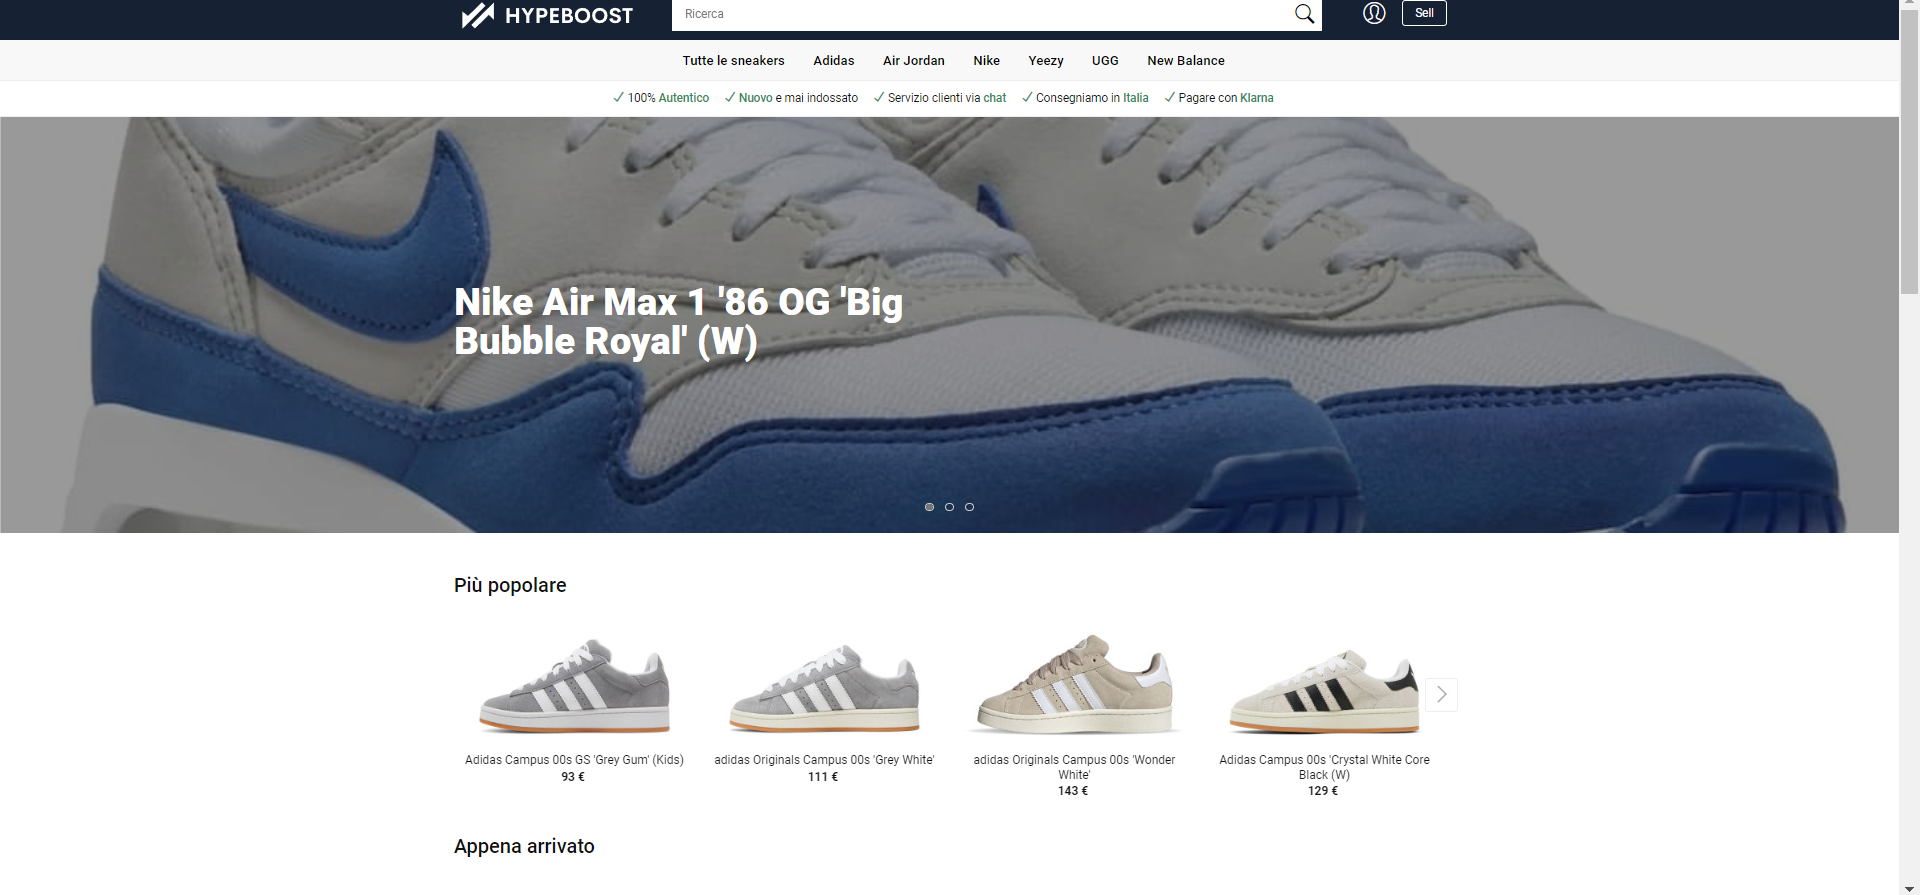 HYPEBOOST
Ricerca
Sell
Tutte le sneakers
Adidas
Air Jordan
Nike
Yeezy
UGG
New Balance
100% Autentico
Nuovo e mai indossato
Servizio clienti via chat
Consegniamo in Italia
Pagare con Klarna
Nike Air Max 1 '86 OG 'Big
Bubble Royal' (W)
Più popolare
Adidas Campus 00s GS 'Grey Gum' (Kids)
93 €
adidas Originals Campus 00s 'Grey White'
111 €
adidas Originals Campus 00s 'Wonder
White'
143 €
Adidas Campus 00s 'Crystal White Core
Black (W)
129 €
Appena arrivato